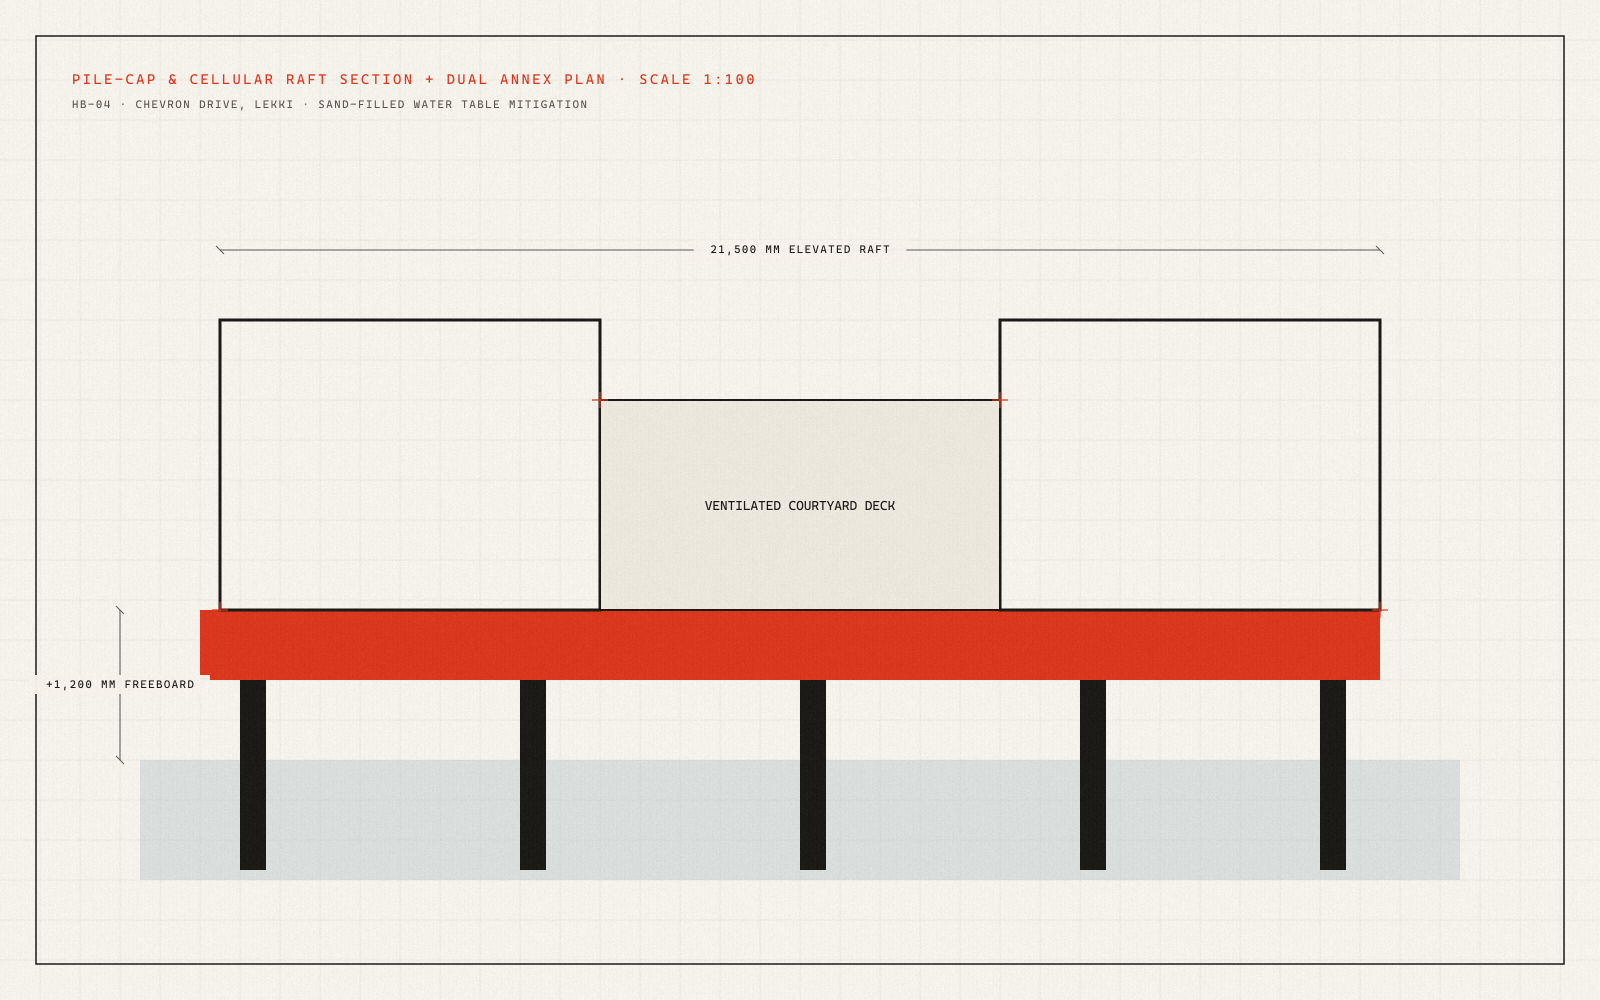 PILE-CAP & CELLULAR RAFT SECTION + DUAL ANNEX PLAN · SCALE 1:100
HB-04 · CHEVRON DRIVE, LEKKI · SAND-FILLED WATER TABLE MITIGATION
21,500 MM ELEVATED RAFT
VENTILATED COURTYARD DECK
+1,200 MM FREEBOARD